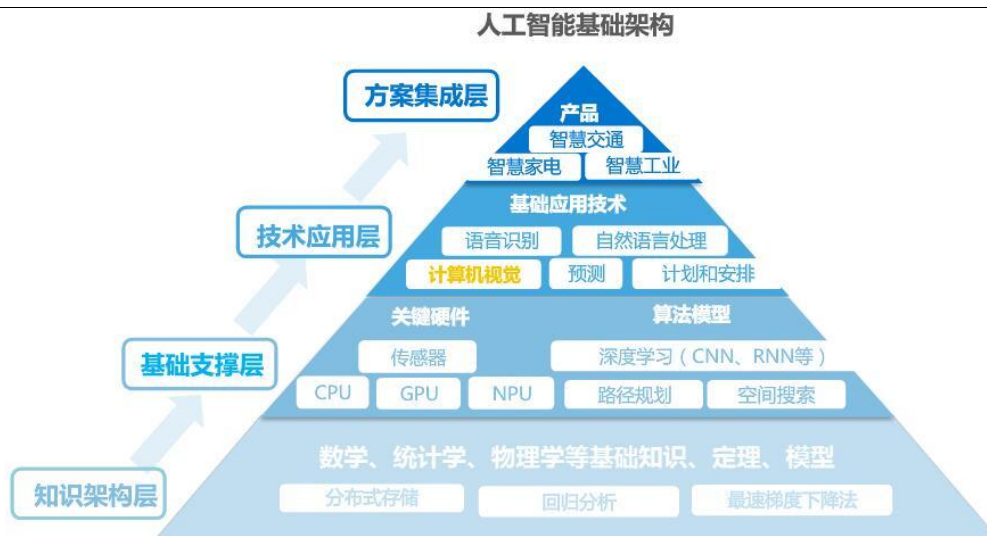 人工智能基础架构
方案集成层
产品
智慧交通
智慧家电 智慧工业
基础应用技术
技术应用层
语音识别 自然语言处理
计算机视觉 预测 计划和安排
关键硬件 算法模型
基础支撑层
传感器 深度学习（CNN、RNN等）
CPU GPU NPU 路径规划 空间搜索
数学、统计学、物理学等基础知识、定理、模型
知识架构层
分布式存储 回归分析 最速梯度下降法